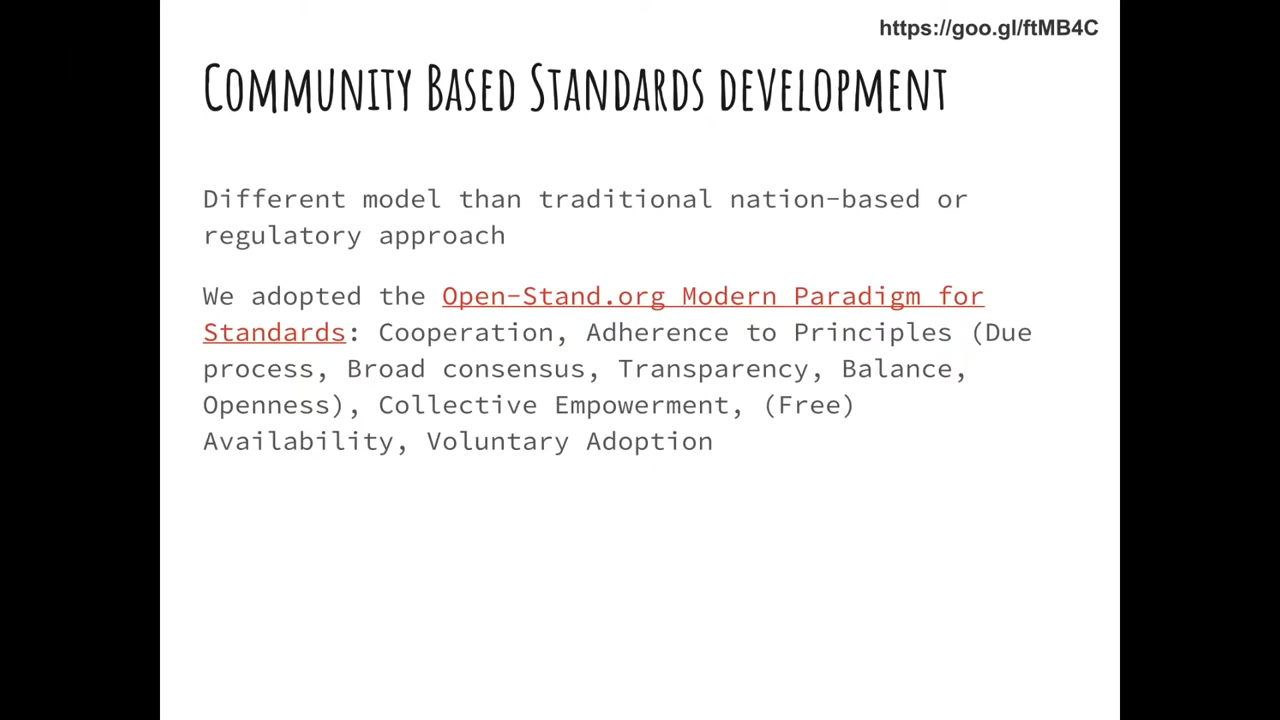 https://goo.gl/ftMB4C
Community Based Standards development
Different model than traditional nation-based or
regulatory approach
We adopted the Open-Stand.org Modern Paradigm for
Standards: Cooperation, Adherence to Principles (Due
process, Broad consensus, Transparency, Balance,
Openness), Collective Empowerment, (Free)
Availability, Voluntary Adoption